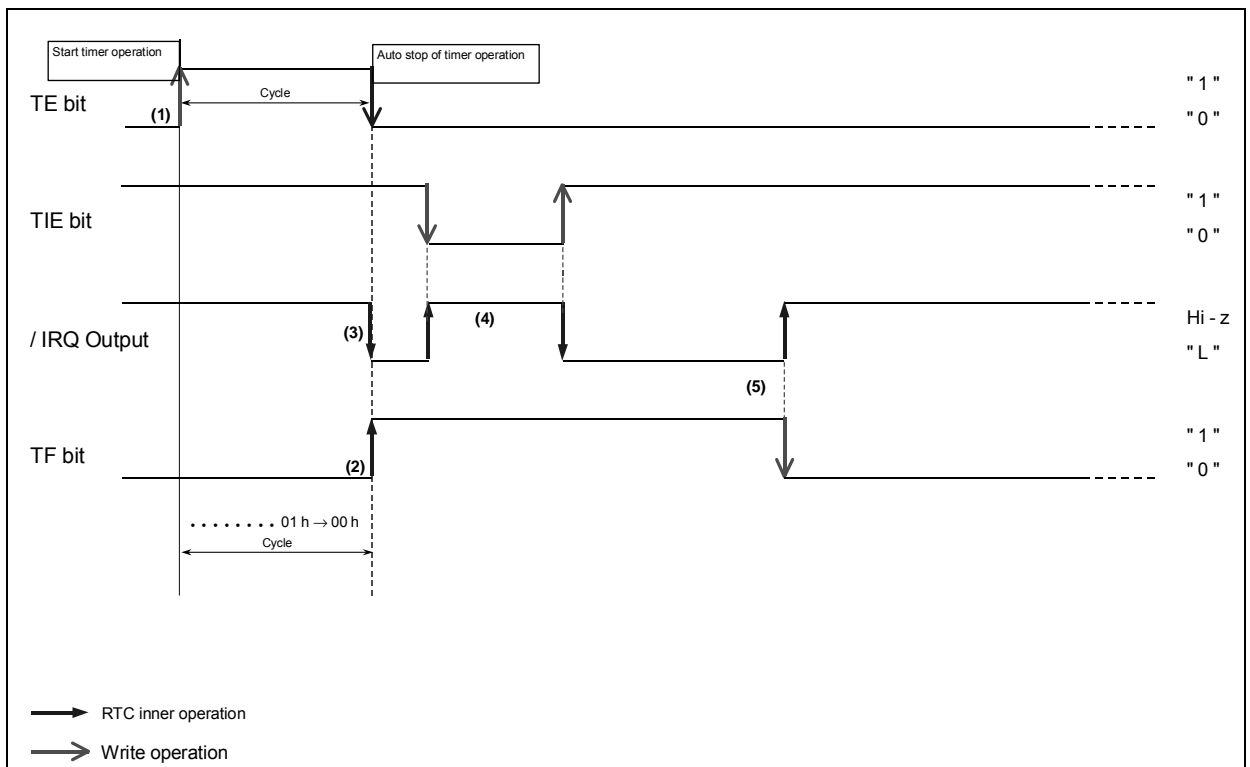 Start timer operation
Auto stop of timer operation
Cycle
TE bit
(1)
" 1 "
" 0 "
TIE bit
" 1 "
" 0 "
/ IRQ Output
(3)
(4)
(5)
Hi - z
" L "
TF bit
(2)
" 1 "
" 0 "
. . . . . . . . 01 h → 00 h
Cycle
RTC inner operation
Write operation